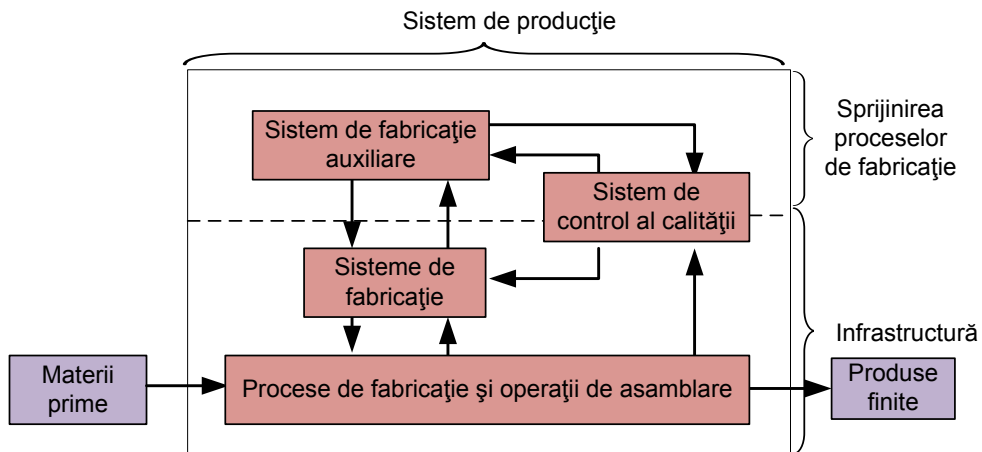 Sistem de producţie
Sprijinirea
proceselor
de fabricaţie
Sistem de fabricaţie
auxiliare
Sistem de
control al calităţii
Sisteme de
fabricaţie
Infrastructură
Materii
prime
Procese de fabricaţie şi operaţii de asamblare
Produse
finite